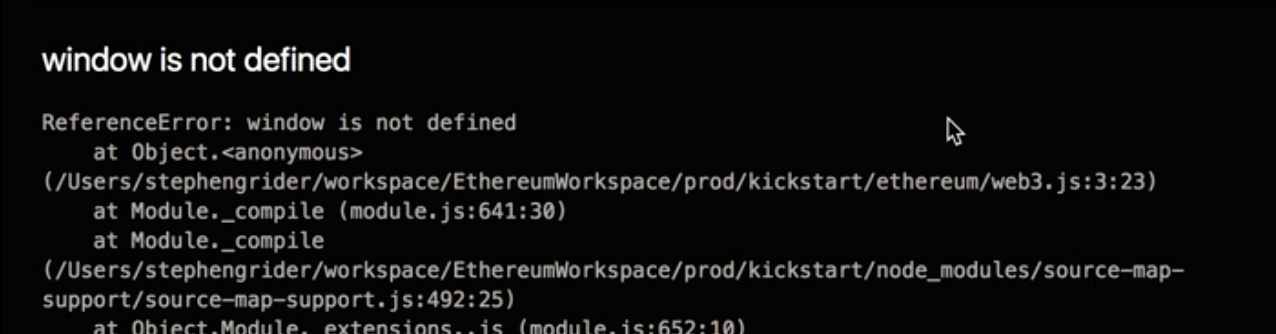 window is not defined
ReferenceError: window is not defined
    at Object.<anonymous>
(/Users/stephengrider/workspace/EthereumWorkspace/prod/kickstart/ethereum/web3.js:3:23)
    at Module._compile (module.js:641:30)
    at Module._compile
(/Users/stephengrider/workspace/EthereumWorkspace/prod/kickstart/node_modules/source-map-
support/source-map-support.js:492:25)
    at Object.Module._extensions..js (module.js:652:10)